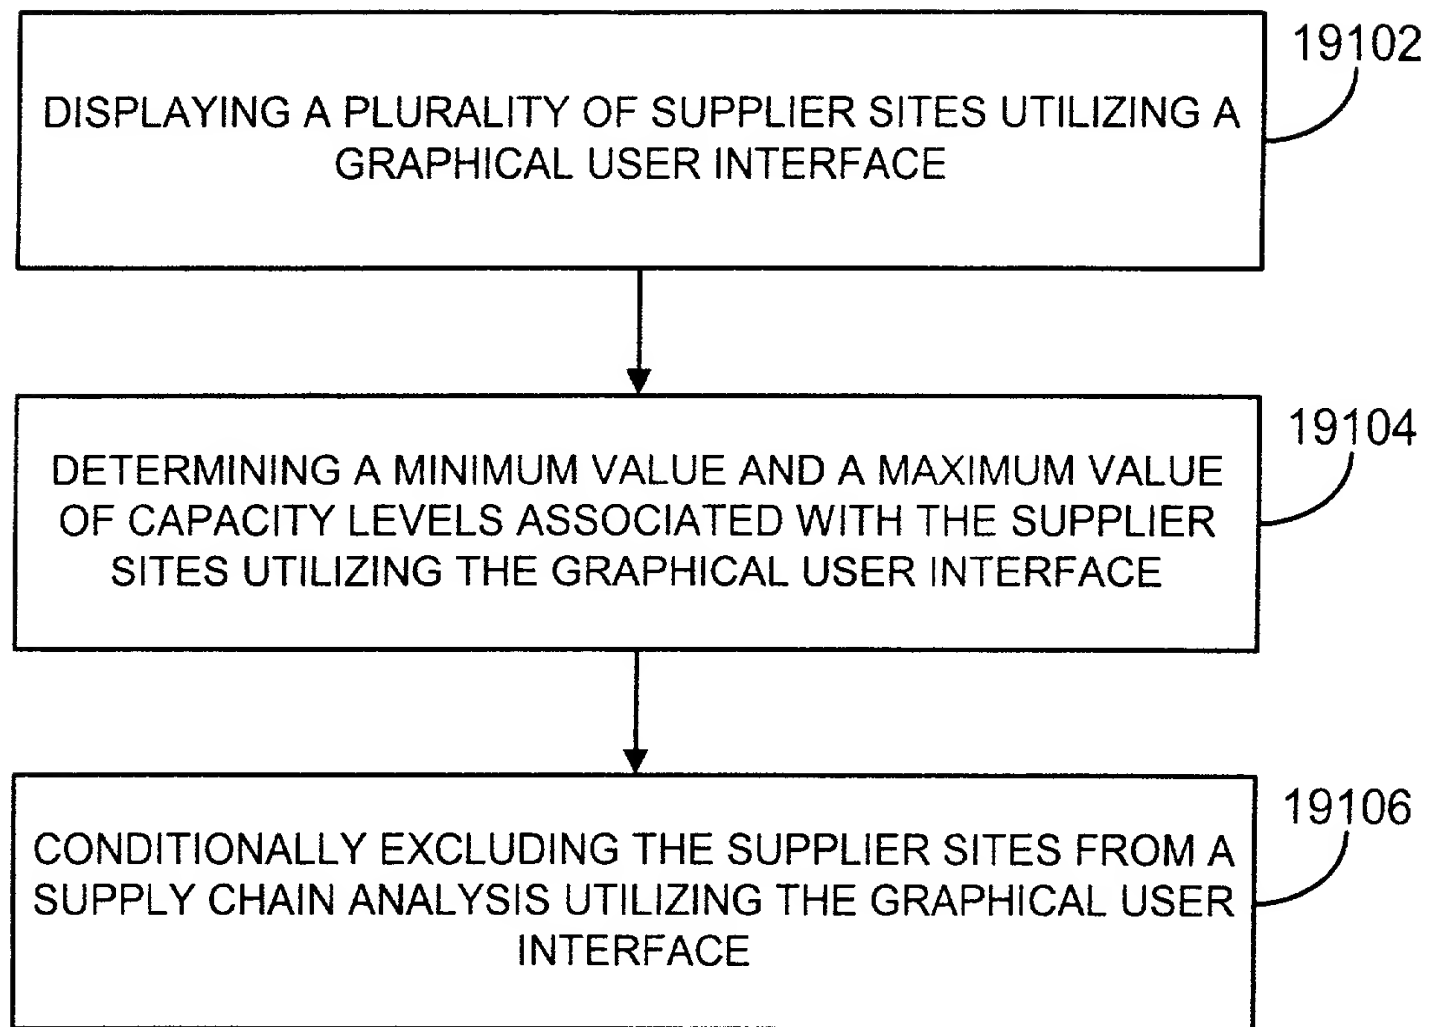 19102
DISPLAYING A PLURALITY OF SUPPLIER SITES UTILIZING A
GRAPHICAL USER INTERFACE
19104
DETERMINING A MINIMUM VALUE AND A MAXIMUM VALUE
OF CAPACITY LEVELS ASSOCIATED WITH THE SUPPLIER
SITES UTILIZING THE GRAPHICAL USER INTERFACE
19106
CONDITIONALLY EXCLUDING THE SUPPLIER SITES FROM A
SUPPLY CHAIN ANALYSIS UTILIZING THE GRAPHICAL USER
INTERFACE